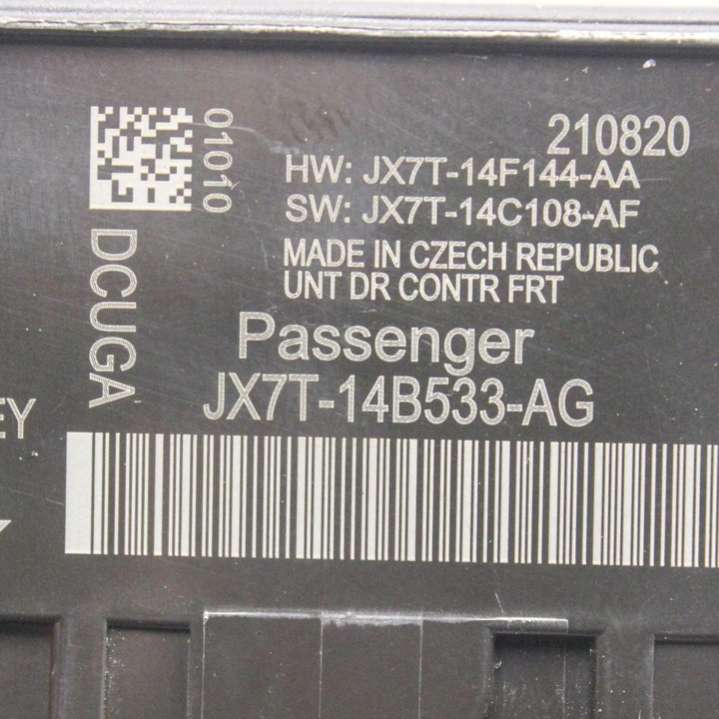 210820
01010
HW: JX7T-14F144-AA
SW: JX7T-14C108-AF
MADE IN CZECH REPUBLIC
UNT DR CONTR FRT
DCUGA
Passenger
JX7T-14B533-AG
EY